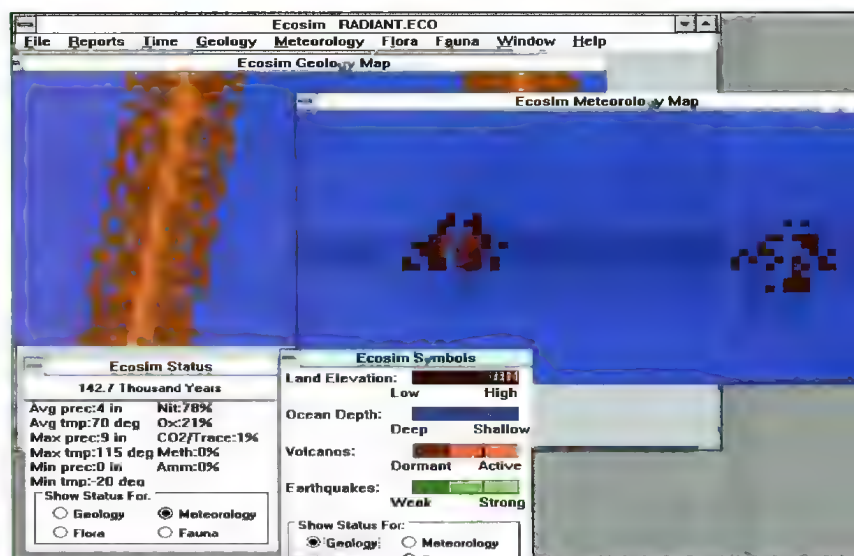 Ecosim RADIANT.ECO
File Reports Time Geology Meteorology Flora Fauna Window Help
Ecosim Geology Map
Ecosim Meteorology Map
Ecosim Status
142.7 Thousand Years
Avg prec:4 in Nit:78%
Avg tmp:70 deg Ox:21%
Max prec:9 in CO2/Trace:1%
Max tmp:115 deg Meth:0%
Min prec:0 in Amm:0%
Min tmp:-20 deg
Show Status For:
Geology Meteorology
Flora Fauna
Ecosim Symbols
Land Elevation:
Low High
Ocean Depth:
Deep Shallow
Volcanos:
Dormant Active
Earthquakes:
Weak Strong
Show Status For:
Geology Meteorology